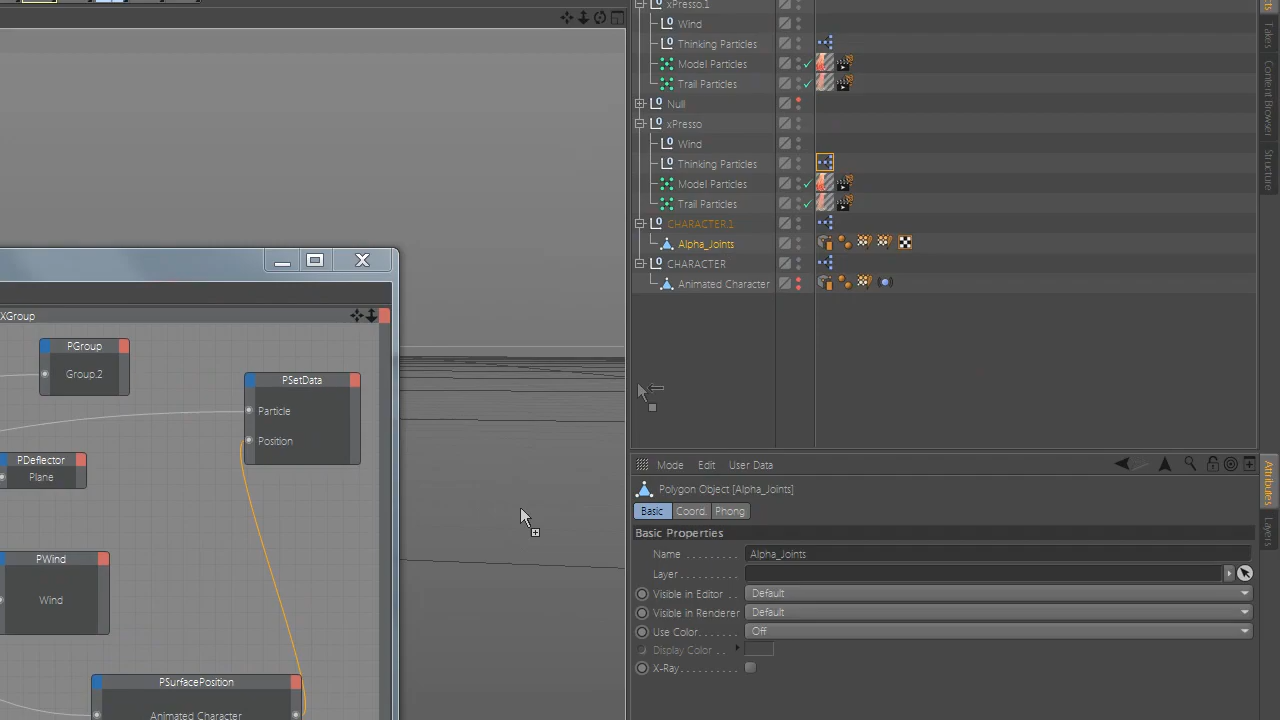 xPresso.1
Wind
Thinking Particles
Model Particles
Trail Particles
Null
xPresso
Wind
Thinking Particles
Model Particles
Trail Particles
CHARACTER.1
Alpha_Joints
CHARACTER
Animated Character
Takes
Content Browser
Structure
XGroup
PGroup
Group.2
PSetData
Particle
Position
PDeflector
Plane
PWind
Wind
PSurfacePosition
Animated Character
Mode Edit User Data
Polygon Object [Alpha_Joints]
Basic Coord. Phong
Basic Properties
Name ......... Alpha_Joints
Layer .........
Visible in Editor .. Default
Visible in Renderer Default
Use Color....... Off
Display Color ..
X-Ray.........
Attributes
Layers